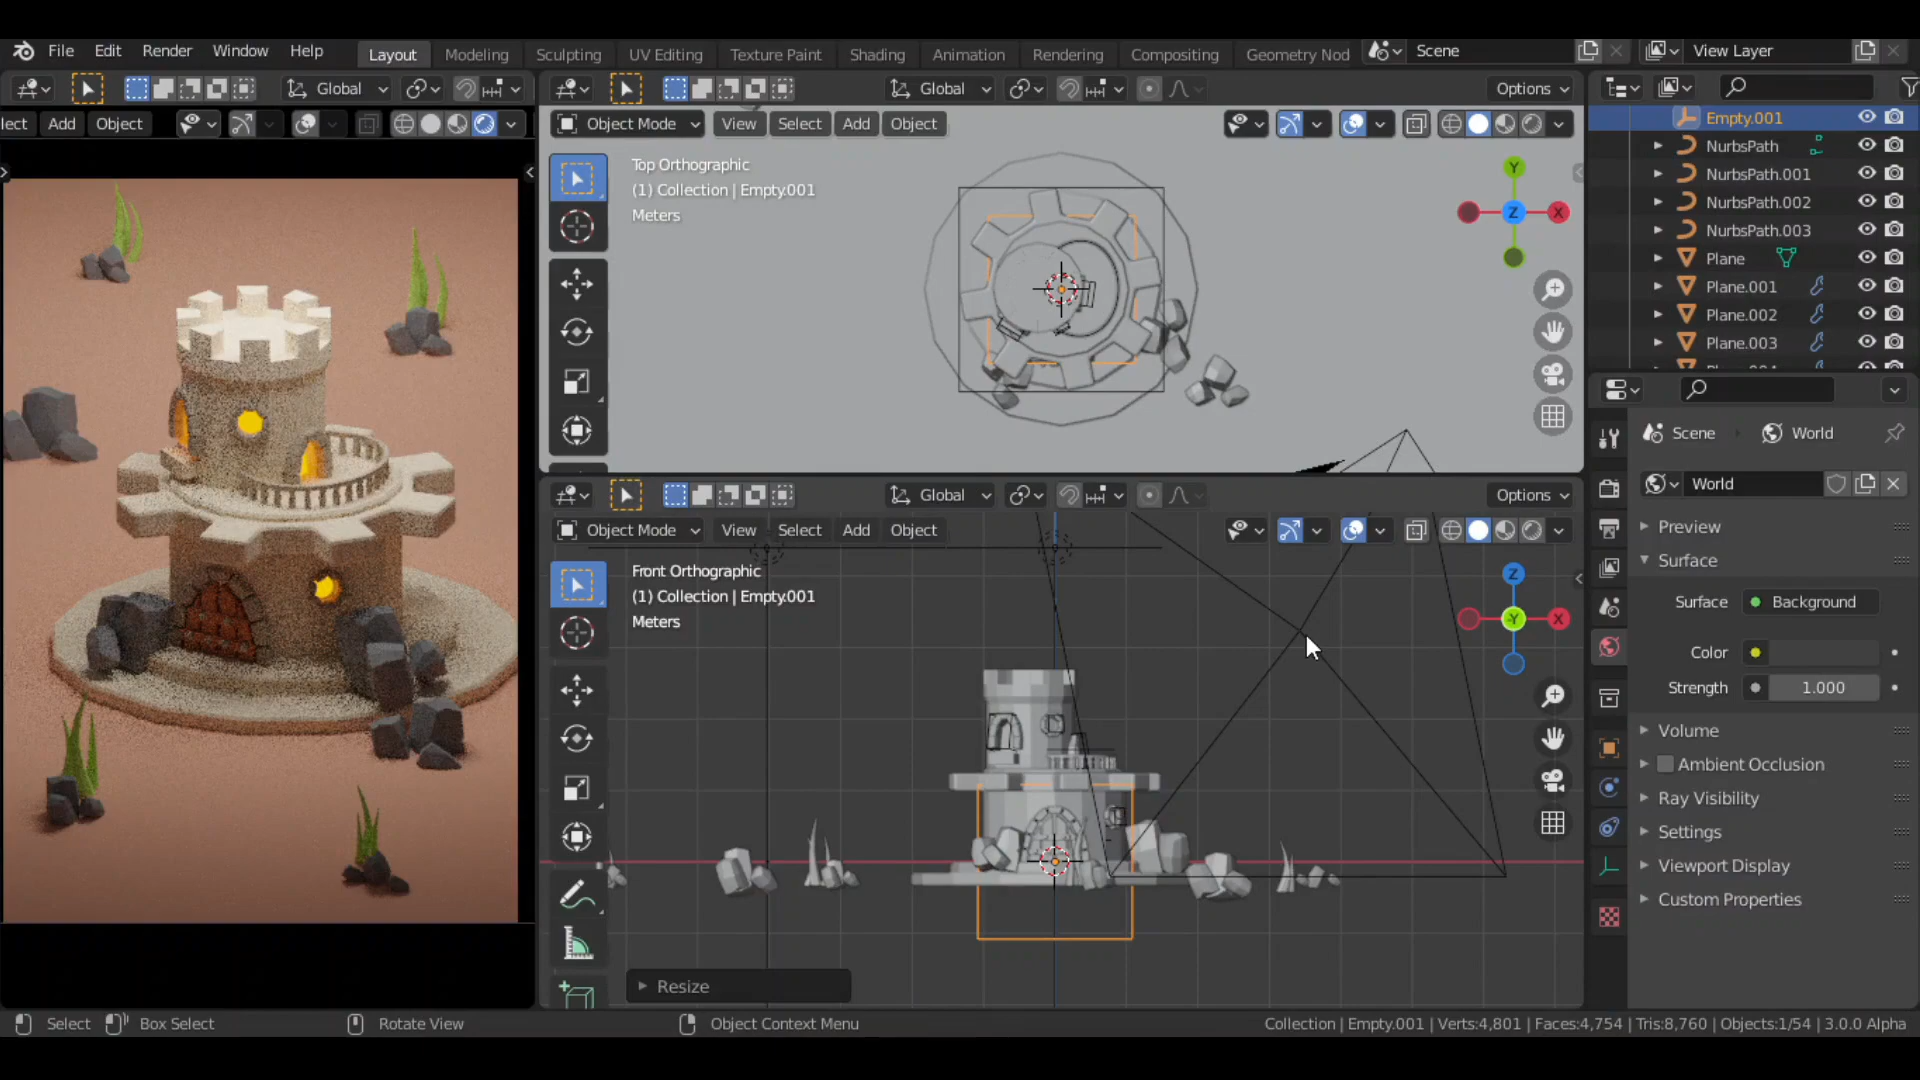 File Edit Render Window Help Layout Modeling Sculpting UV Editing Texture Paint Shading Animation Rendering Compositing Geometry Nod Scene View Layer
Global Global Options
lect Add Object Object Mode View Select Add Object
Top Orthographic
(1) Collection | Empty.001
Meters
Y
X
Z
Empty.001
NurbsPath
NurbsPath.001
NurbsPath.002
NurbsPath.003
Plane
Plane.001
Plane.002
Plane.003
Global Options
Object Mode View Select Add Object
Front Orthographic
(1) Collection | Empty.001
Meters
Z
-Y
X
Resize
Scene World
World
Preview
Surface
Surface Background
Color
Strength 1.000
Volume
Ambient Occlusion
Ray Visibility
Settings
Viewport Display
Custom Properties
Select Box Select Rotate View Object Context Menu Collection | Empty.001 | Verts:4,801 | Faces:4,754 | Tris:8,760 | Objects:1/54 | 3.0.0 Alpha